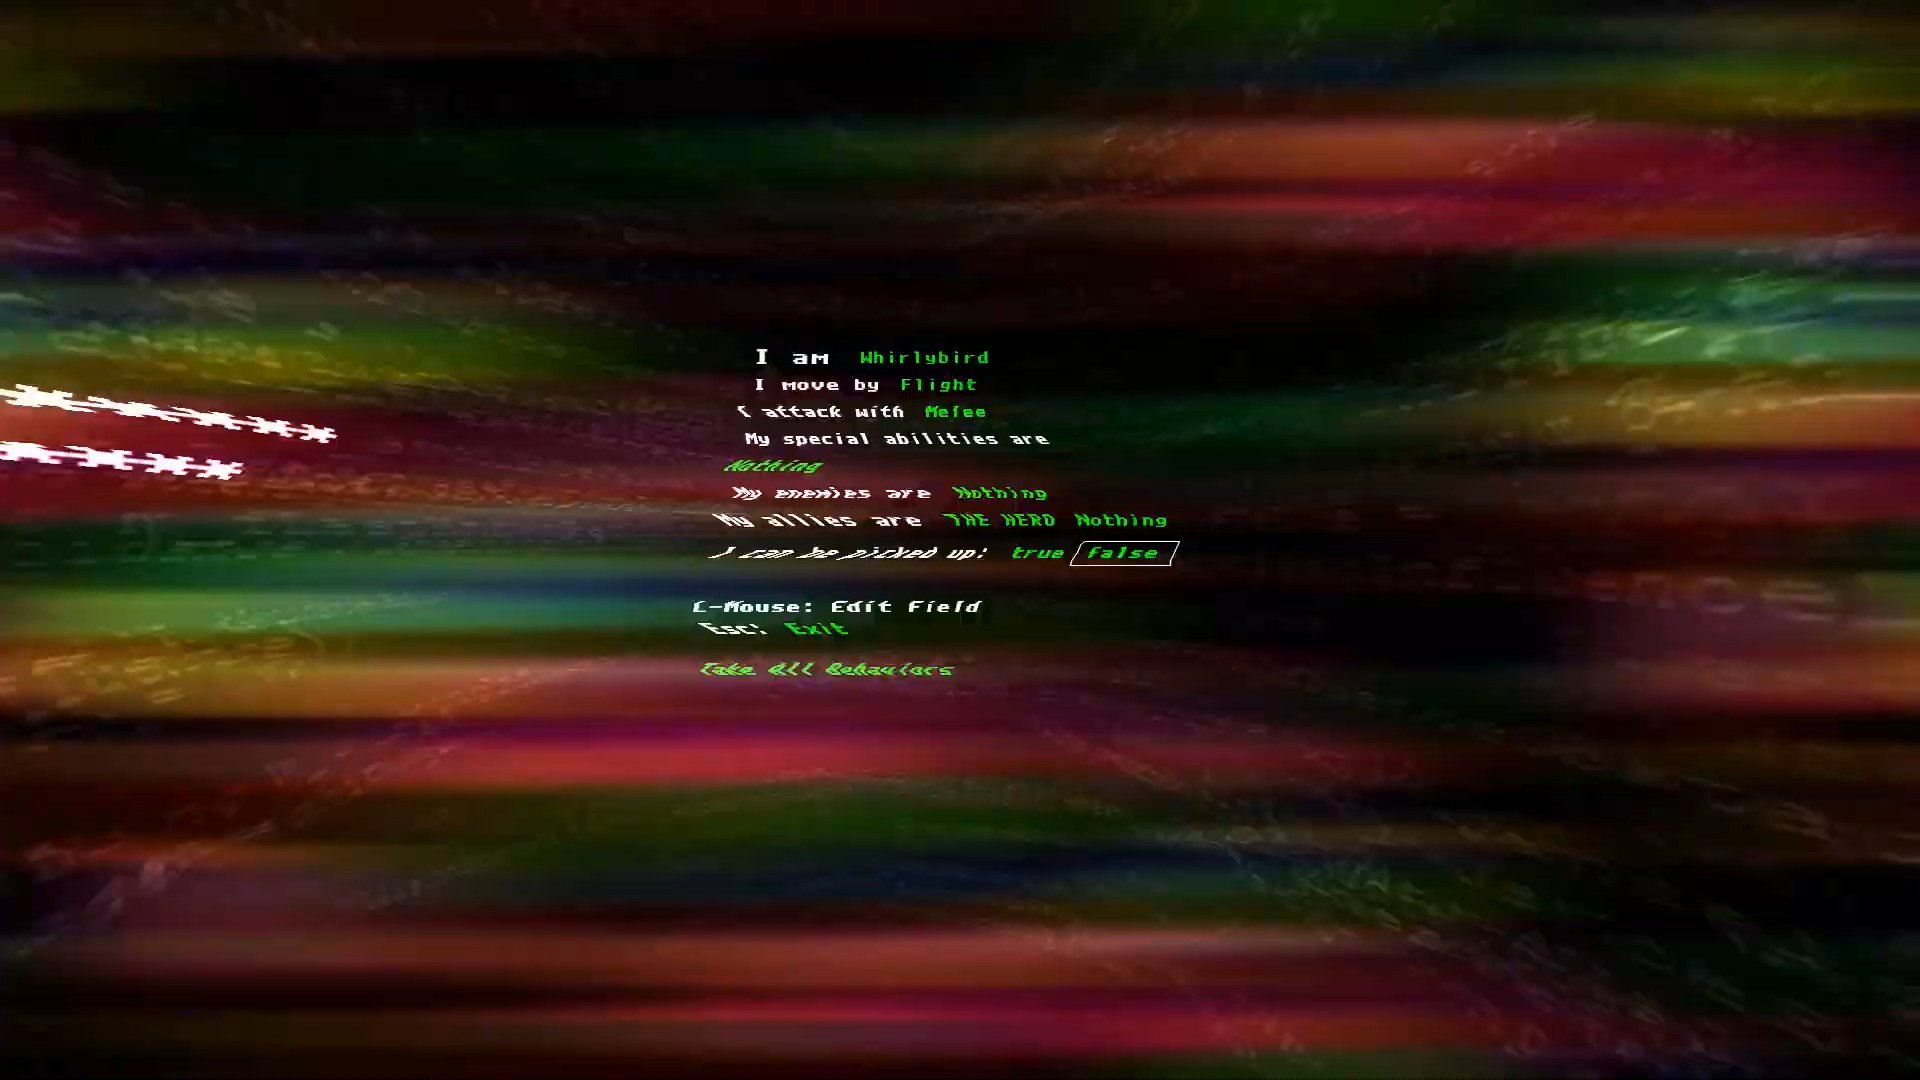 I am Whirlybird
I move by Flight
I attack with Melee
My special abilities are
Nothing
My enemies are Nothing
My allies are THE HERO Nothing
I can be picked up: true false
L-Mouse: Edit Field
Esc: Exit
Take All Behaviors